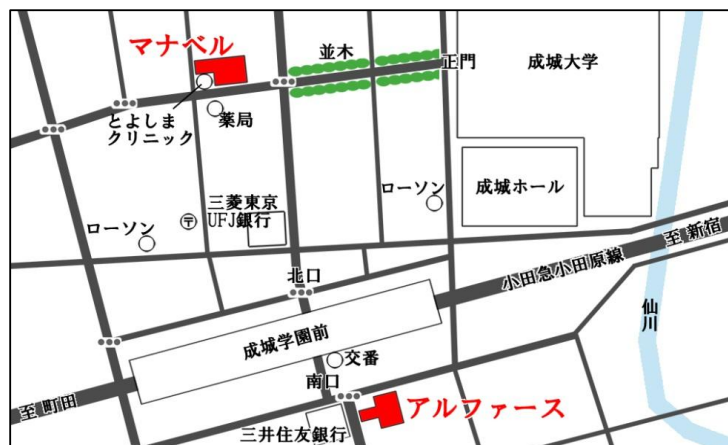 マナベル
並木
正門
成城大学
とよしま
クリニック
薬局
三菱東京
UFJ銀行
ローソン
成城ホール
ローソン
〒
北口
小田急小田原線
至新宿
仙川
成城学園前
交番
南口
至町田
アルファース
三井住友銀行